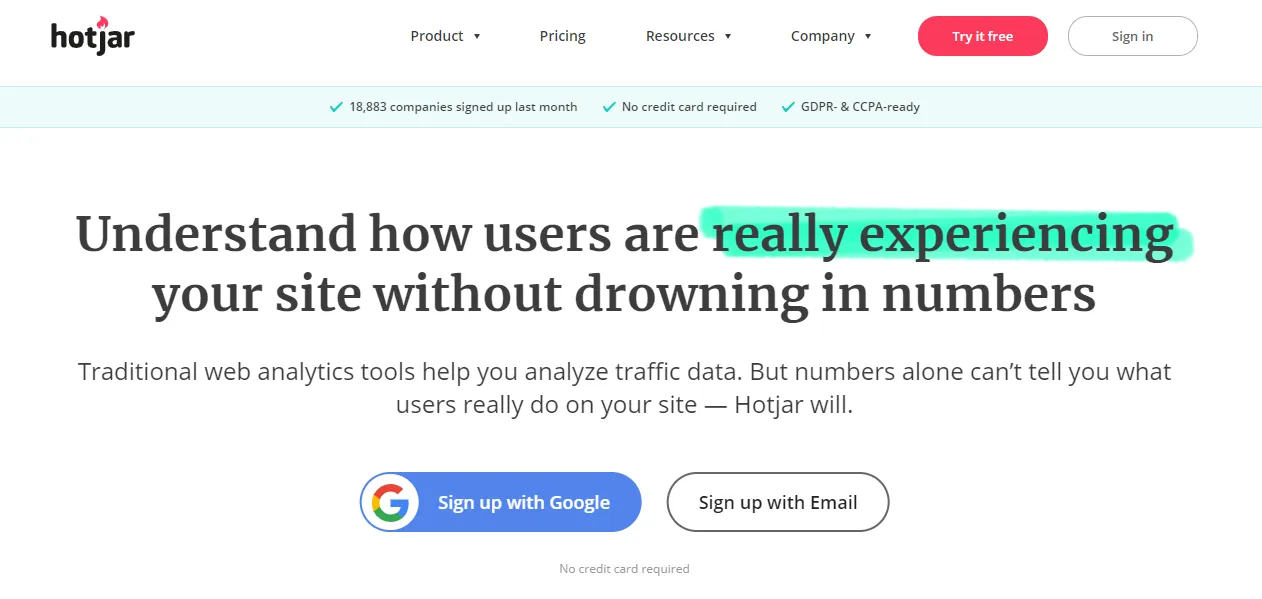 hotjar
Product
Pricing
Resources
Company
Try it free
Sign in
18,883 companies signed up last month
No credit card required
GDPR- & CCPA-ready
Understand how users are really experiencing
your site without drowning in numbers
Traditional web analytics tools help you analyze traffic data. But numbers alone can’t tell you what
users really do on your site — Hotjar will.
Sign up with Google
Sign up with Email
No credit card required